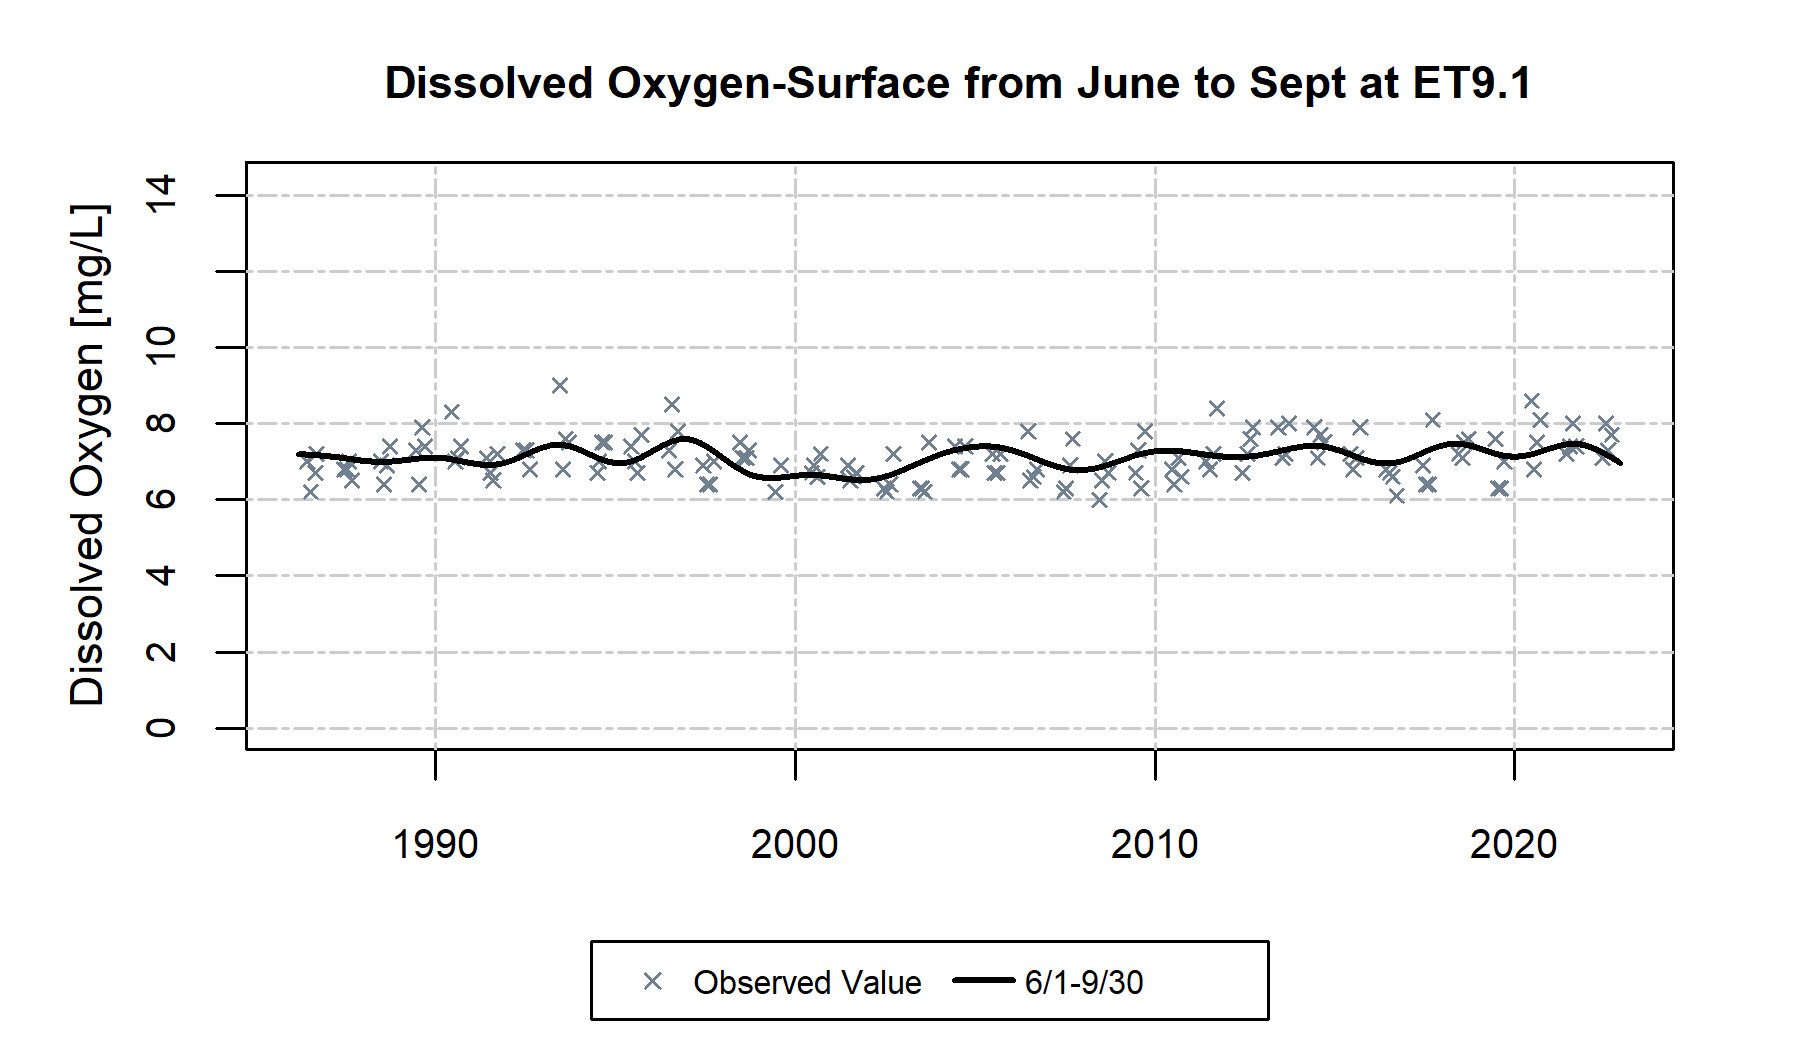 Dissolved Oxygen-Surface from June to Sept at ET9.1
Dissolved Oxygen [mg/L]
14
10
8
6
4
2
0
1990 2000 2010 2020
Observed Value 6/1-9/30